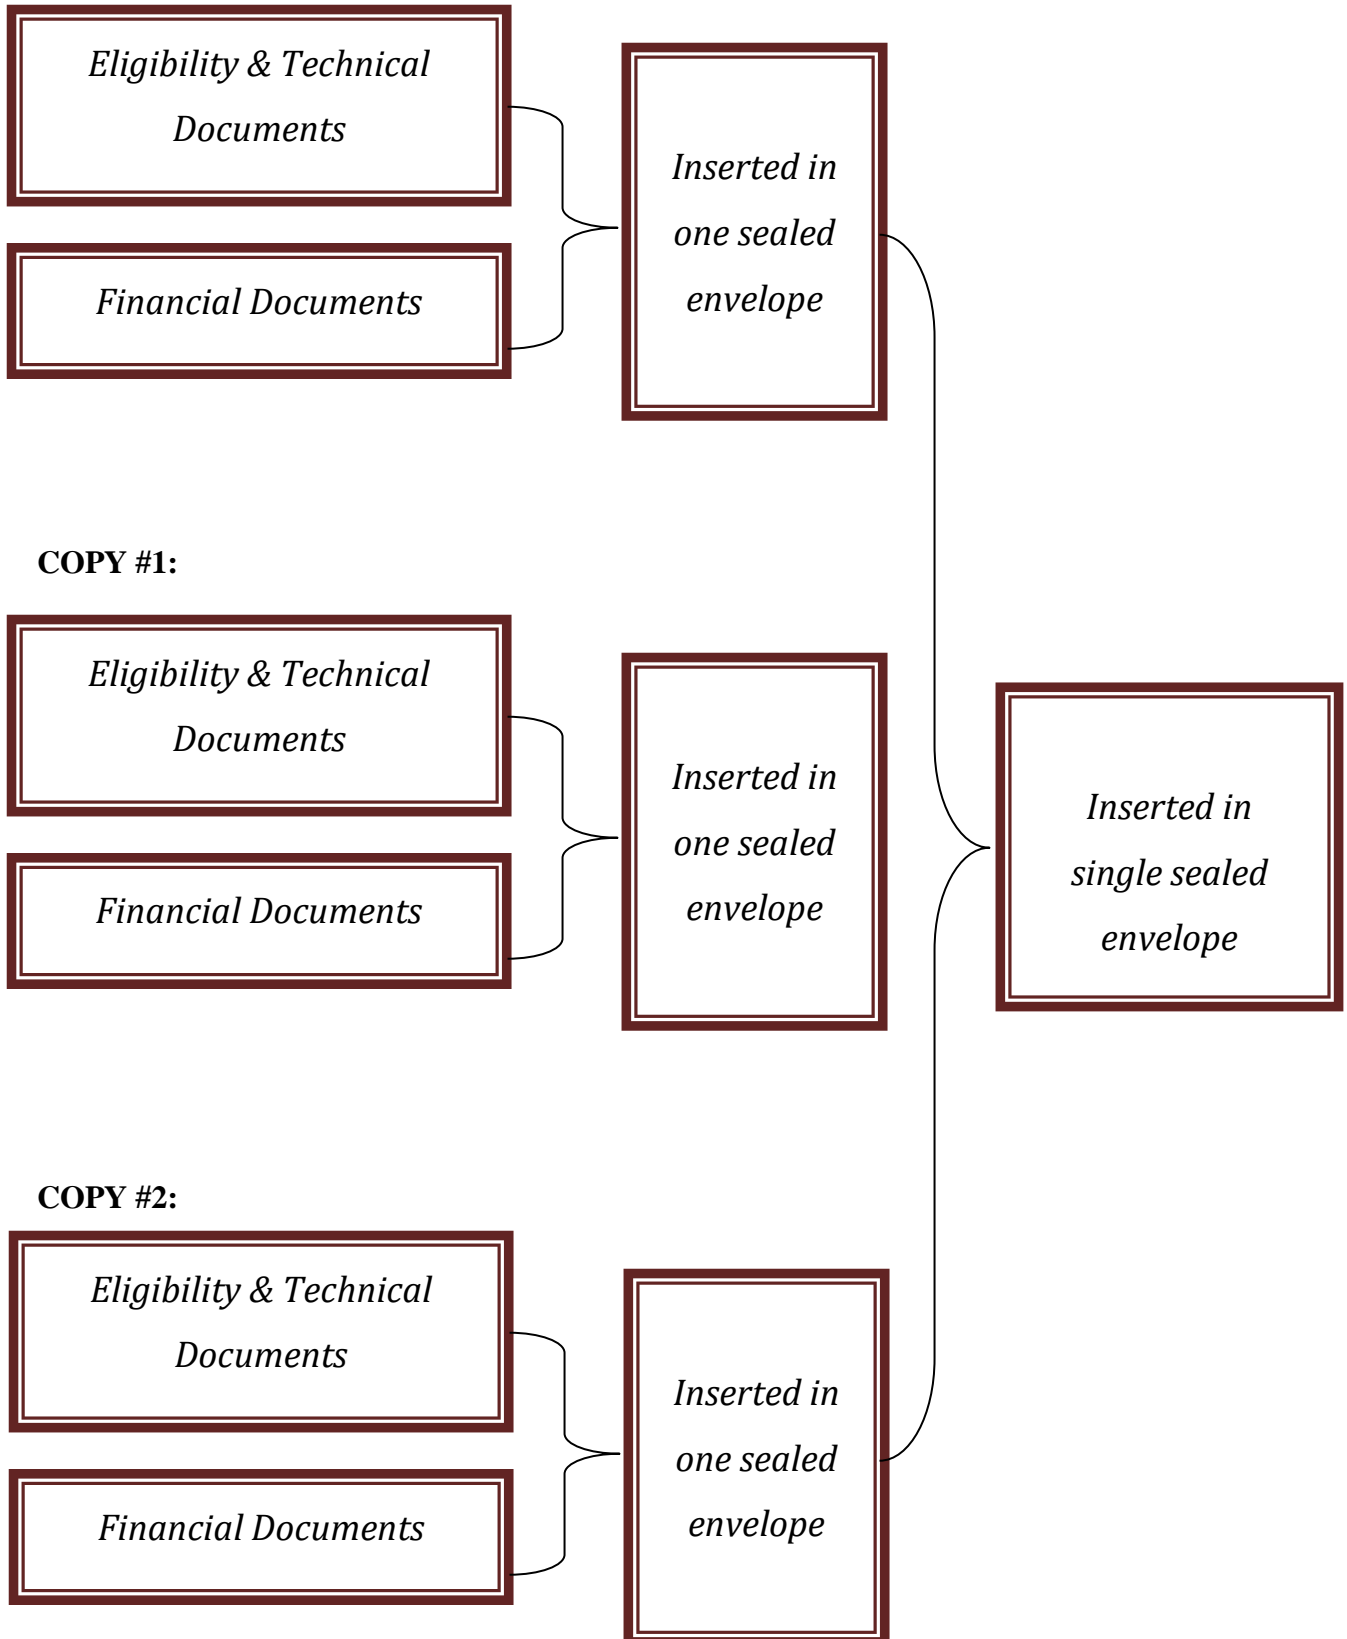 Eligibility & Technical
Documents
Financial Documents
Inserted in
one sealed
envelope
COPY #1:
Eligibility & Technical
Documents
Financial Documents
Inserted in
one sealed
envelope
Inserted in
single sealed
envelope
COPY #2:
Eligibility & Technical
Documents
Financial Documents
Inserted in
one sealed
envelope